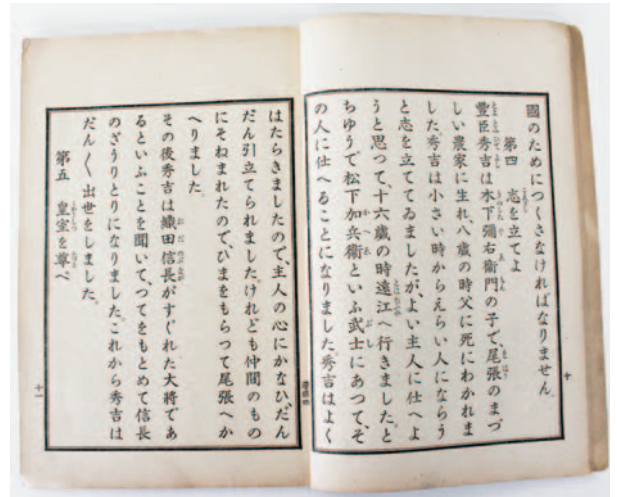 國のためにつくさなければなりません。
第四 志を立てよ
豐臣秀吉は木下彌右衞門の子で、尾張のまづ
しい農家に生れ、八歳の時父に死にわかれま
した。秀吉は小さい時からえらい人にならう
と志を立ててゐましたが、よい主人に仕へよ
うと思つて、十六歳の時遠江へ行きました。と
ちゆうで松下加兵衞といふ武士にあつて、そ
の人に仕へることになりました。秀吉はよく
十
はたらきましたので、主人の心にかなひ、だん
だん引立てられましたけれども仲間のもの
にそねまれたので、ひまをもらつて尾張へか
へりました。
その後秀吉は織田信長がすぐれた大將であ
るといふことを聞いて、つてをもとめて信長
のざうりとりになりました。これから秀吉は
だん〱出世をしました。
第五 皇室を尊べ
十一